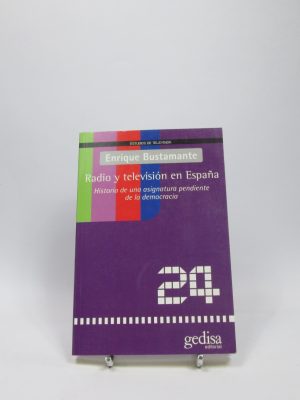 ESTUDIOS DE TELEVISIÓN
Enrique Bustamante
Radio y televisión en España
Historia de una asignatura pendiente
de la democracia
24
gedisa
editorial